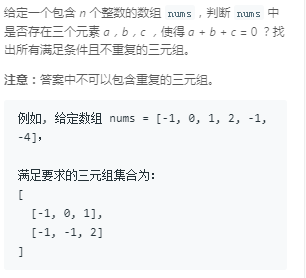 给定一个包含 n 个整数的数组 nums，判断 nums 中
是否存在三个元素 a，b，c，使得 a + b + c = 0 ？找
出所有满足条件且不重复的三元组。
注意：答案中不可以包含重复的三元组。
例如, 给定数组 nums = [-1, 0, 1, 2, -1,
-4]，
满足要求的三元组集合为：
[
[-1, 0, 1],
[-1, -1, 2]
]